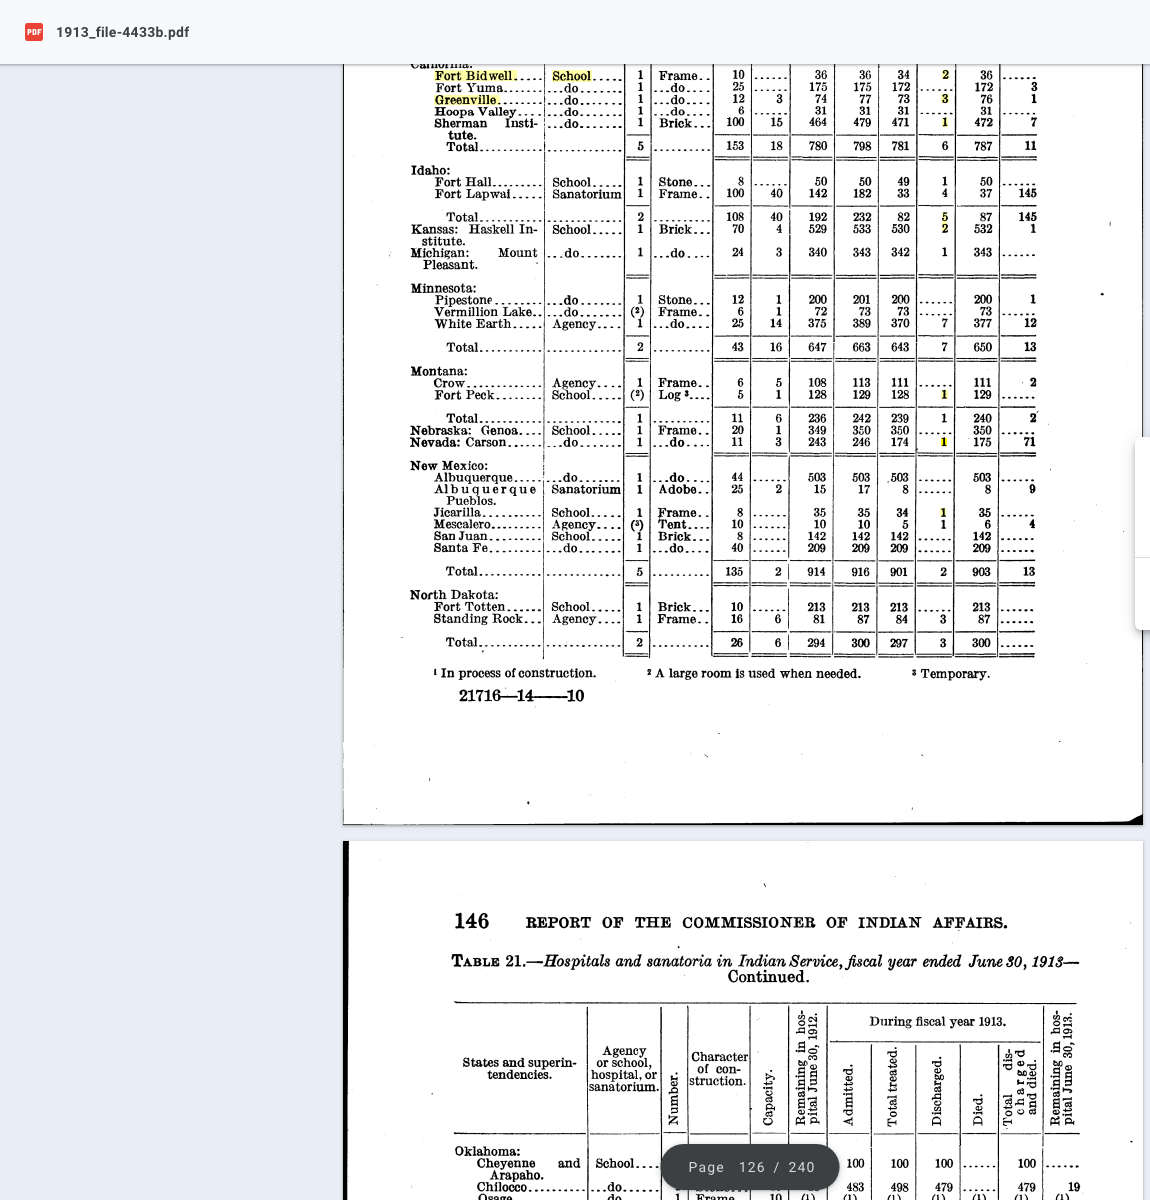 1913_file-4433b.pdf
California:
Fort Bidwell..... School..... 1 Frame.. 10 ...... 36 36 34 2 36 ......
Fort Yuma....... ...do....... 1 ...do.... 25 ...... 175 175 172 ...... 172 3
Greenville....... ...do....... 1 ...do.... 12 3 74 77 73 3 76 1
Hoopa Valley.... ...do....... 1 ...do.... 6 ...... 31 31 31 ...... 31 ......
Sherman Insti- ...do....... 1 Brick... 100 15 464 479 471 1 472 7
tute.
Total........... ............. 5 .......... 153 18 780 798 781 6 787 11
Idaho:
Fort Hall......... School..... 1 Stone... 8 ...... 50 50 49 1 50 ......
Fort Lapwai..... Sanatorium 1 Frame.. 100 40 142 182 33 4 37 145
Total........... ............. 2 .......... 108 40 192 232 82 5 87 145
Kansas: Haskell In- School..... 1 Brick... 70 4 529 533 530 2 532 1
stitute.
Michigan: Mount ...do....... 1 ...do.... 24 3 340 343 342 1 343 ......
Pleasant.
Minnesota:
Pipestone ........ ...do....... 1 Stone... 12 1 200 201 200 ...... 200 1
Vermillion Lake.. ...do....... (²) Frame.. 6 1 72 73 73 ...... 73 ......
White Earth..... Agency.... 1 ...do.... 25 14 375 389 370 7 377 12
Total........... ............. 2 .......... 43 16 647 663 643 7 650 13
Montana:
Crow............ Agency.... 1 Frame.. 6 5 108 113 111 ...... 111 2
Fort Peck........ School..... (²) Log ³.... 5 1 128 129 128 1 129 ......
Total........... ............. 1 .......... 11 6 236 242 239 1 240 2
Nebraska: Genoa.... School..... 1 Frame.. 20 1 349 350 350 ...... 350 ......
Nevada: Carson...... ...do....... 1 ...do.... 11 3 243 246 174 1 175 71
New Mexico:
Albuquerque..... ...do....... 1 ...do.... 44 ...... 503 503 503 ...... 503 ......
Albuquerque Sanatorium 1 Adobe.. 25 2 15 17 8 ...... 8 9
Pueblos.
Jicarilla.......... School..... 1 Frame.. 8 ...... 35 35 34 1 35 ......
Mescalero......... Agency.... (³) Tent.... 10 ...... 10 10 5 1 6 4
San Juan......... School..... 1 Brick... 8 ...... 142 142 142 ...... 142 ......
Santa Fe......... ...do....... 1 ...do.... 40 ...... 209 209 209 ...... 209 ......
Total........... ............. 5 .......... 135 2 914 916 901 2 903 13
North Dakota:
Fort Totten...... School..... 1 Brick... 10 ...... 213 213 213 ...... 213 ......
Standing Rock... Agency.... 1 Frame.. 16 6 81 87 84 3 87 ......
Total........... ............. 2 .......... 26 6 294 300 297 3 300 ......
¹ In process of construction. ² A large room is used when needed. ³ Temporary.
21716—14——10
146 REPORT OF THE COMMISSIONER OF INDIAN AFFAIRS.
TABLE 21.—Hospitals and sanatoria in Indian Service, fiscal year ended June 30, 1913—
Continued.
States and superin-
tendencies.
Agency
or school,
hospital, or
sanatorium.
Number.
Character
of con-
struction.
Capacity.
Remaining in hos-
pital June 30, 1912.
During fiscal year 1913.
Admitted.
Total treated.
Discharged.
Died.
Total dis-
charged
and died.
Remaining in hos-
pital June 30, 1913.
Oklahoma:
Cheyenne and School.... 100 100 100 ...... 100 ......
Arapaho.
Chilocco.......... ...do....... 483 498 479 ...... 479 19
Osage do 1 Frame 10 (¹) (¹) (¹) (¹) (¹) (¹) (¹)
Page 126 / 240